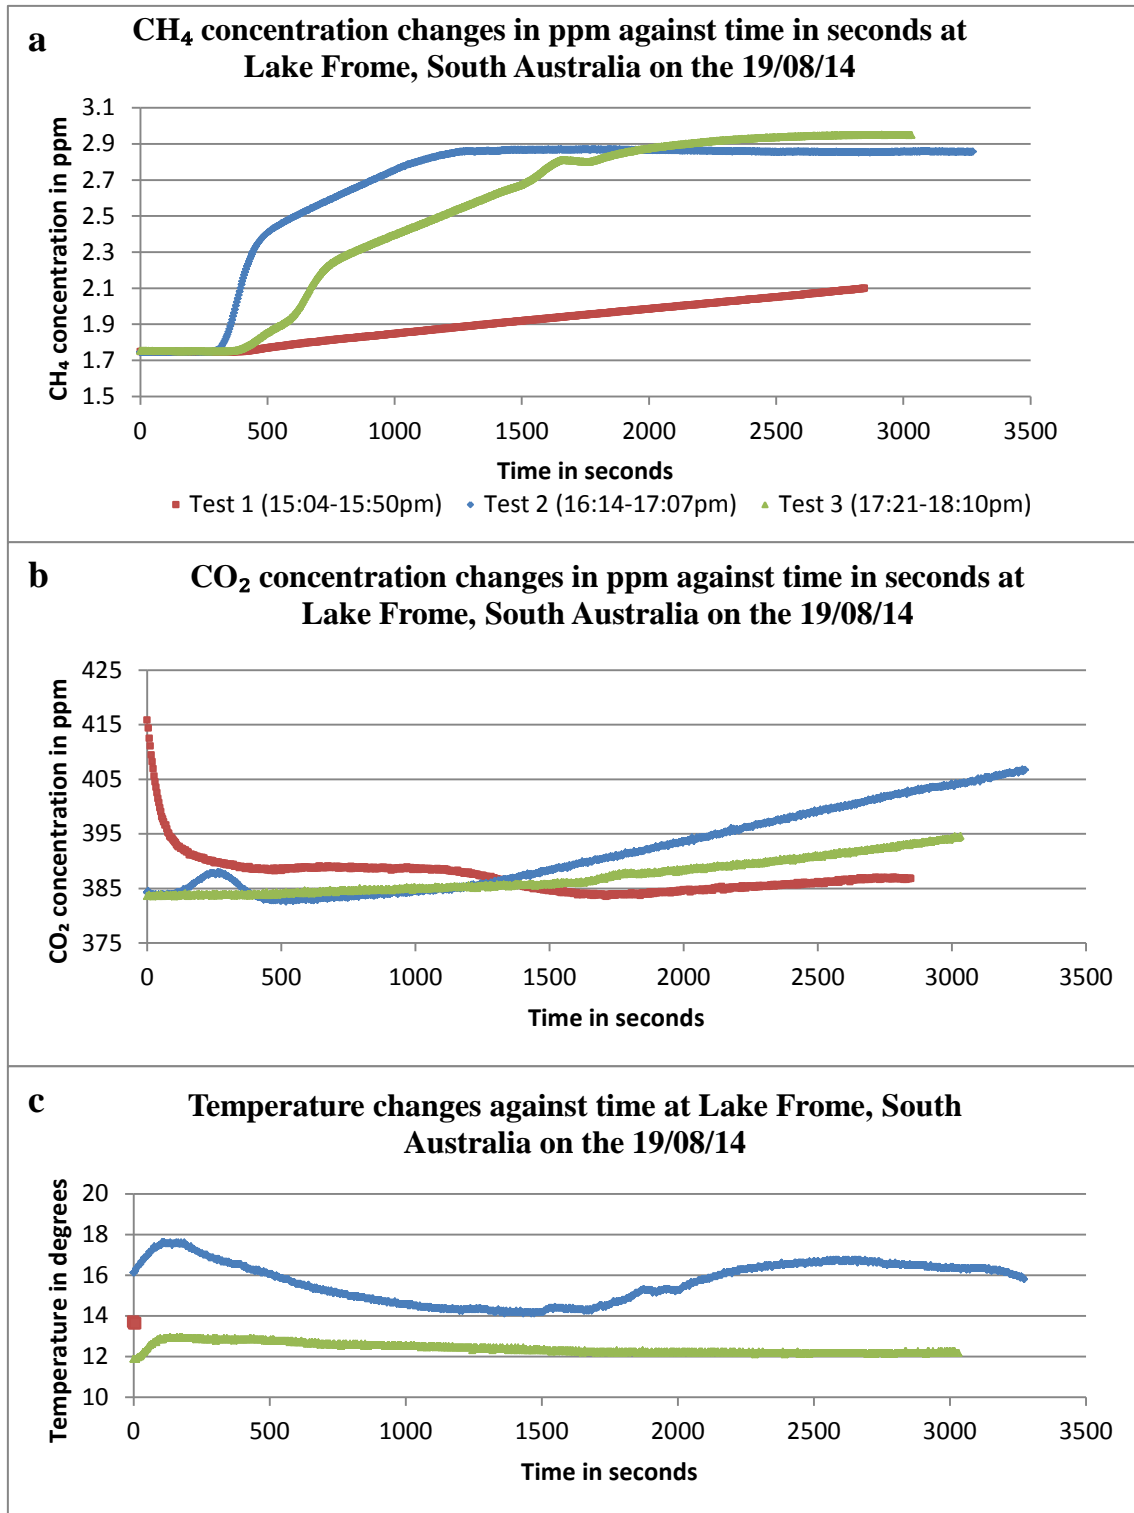 a
CH₄ concentration changes in ppm against time in seconds at
Lake Frome, South Australia on the 19/08/14
CH₄ concentration in ppm
3.1
2.9
2.7
2.5
2.3
2.1
1.9
1.7
1.5
0 500 1000 1500 2000 2500 3000 3500
Time in seconds
Test 1 (15:04-15:50pm) Test 2 (16:14-17:07pm) Test 3 (17:21-18:10pm)
b
CO₂ concentration changes in ppm against time in seconds at
Lake Frome, South Australia on the 19/08/14
CO₂ concentration in ppm
425
415
405
395
385
375
0 500 1000 1500 2000 2500 3000 3500
Time in seconds
c
Temperature changes against time at Lake Frome, South
Australia on the 19/08/14
Temperature in degrees
20
18
16
14
12
10
0 500 1000 1500 2000 2500 3000 3500
Time in seconds